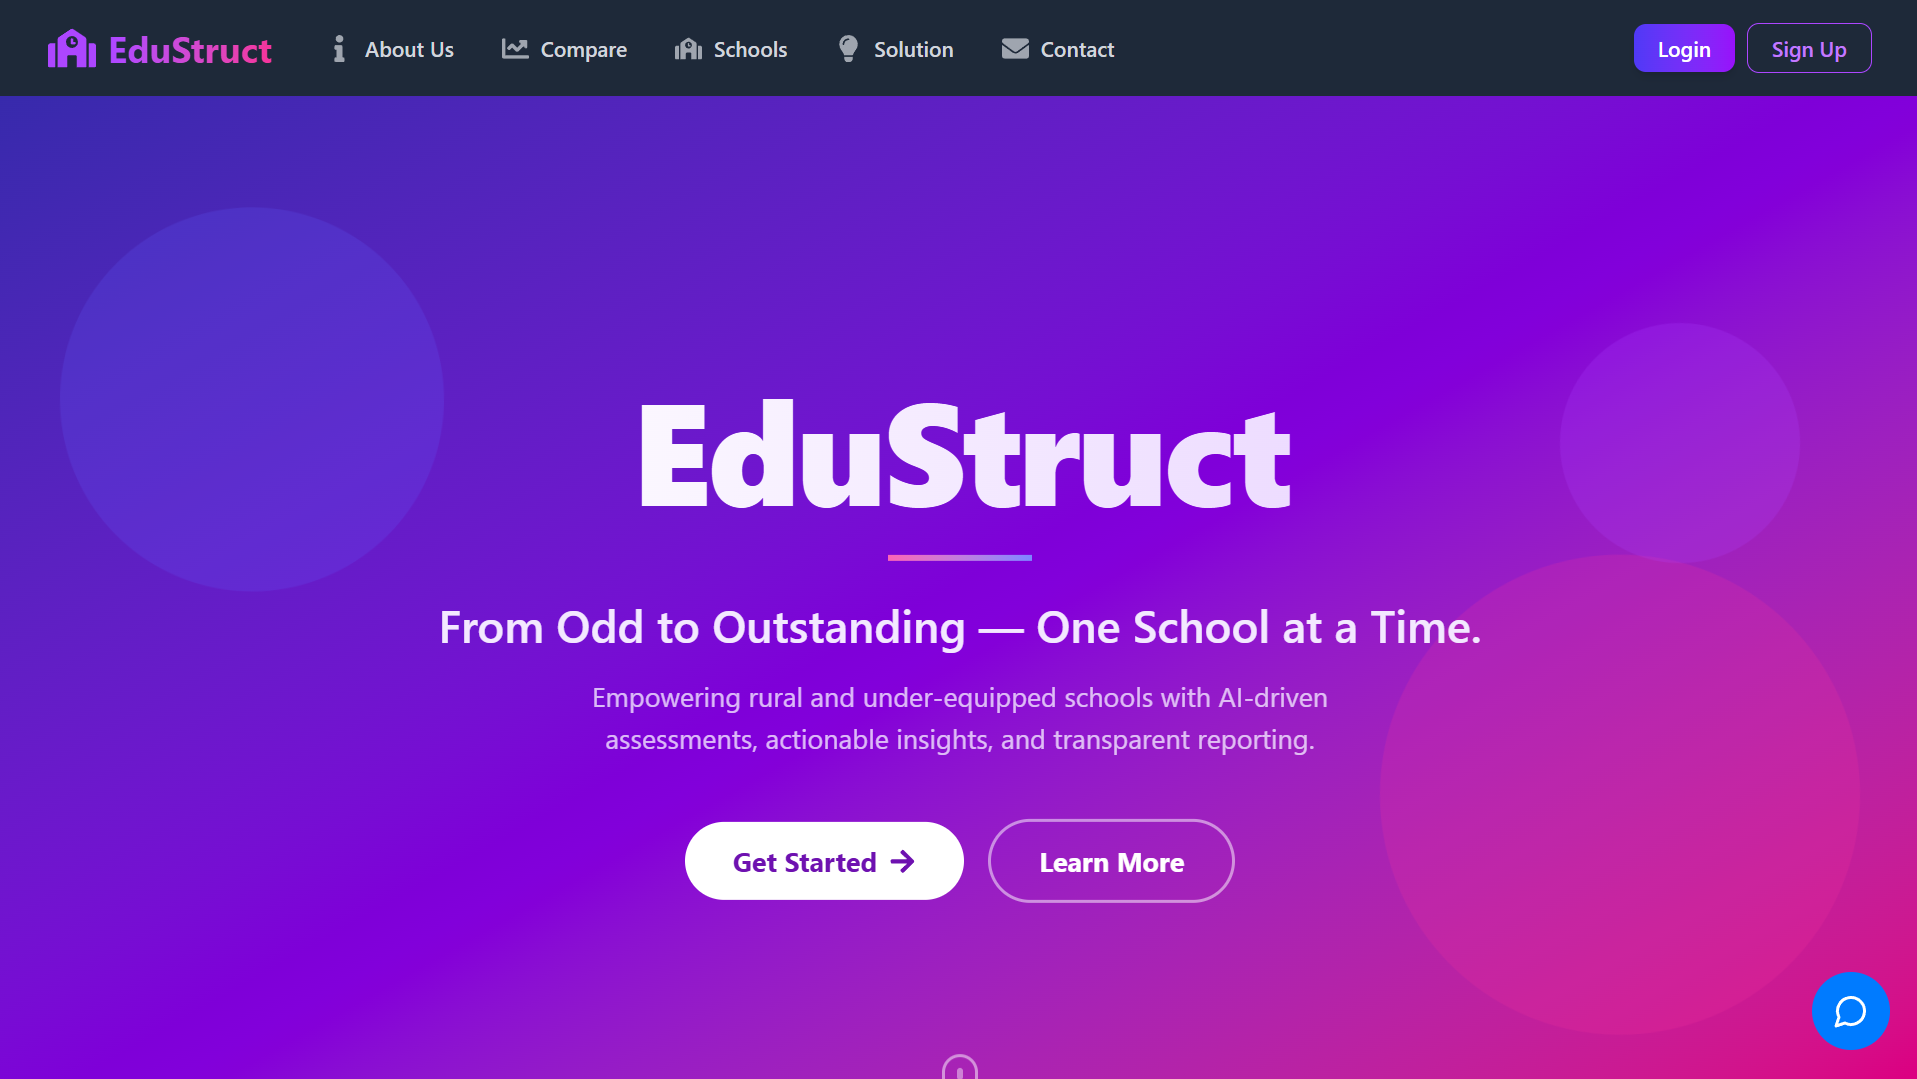 EduStruct
About Us
Compare
Schools
Solution
Contact
Login
Sign Up
EduStruct
From Odd to Outstanding — One School at a Time.
Empowering rural and under-equipped schools with AI-driven
assessments, actionable insights, and transparent reporting.
Get Started
Learn More